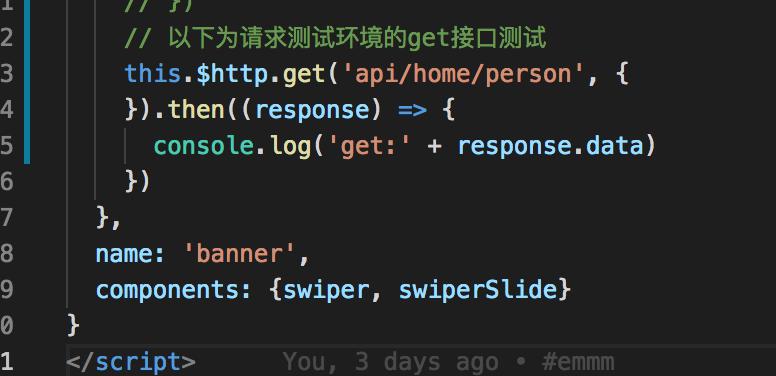 1 // })
2 // 以下为请求测试环境的get接口测试
3 this.$http.get('api/home/person', {
4 }).then((response) => {
5 console.log('get:' + response.data)
6 })
7 },
8 name: 'banner',
9 components: {swiper, swiperSlide}
0 }
1 </script> You, 3 days ago • #emmm